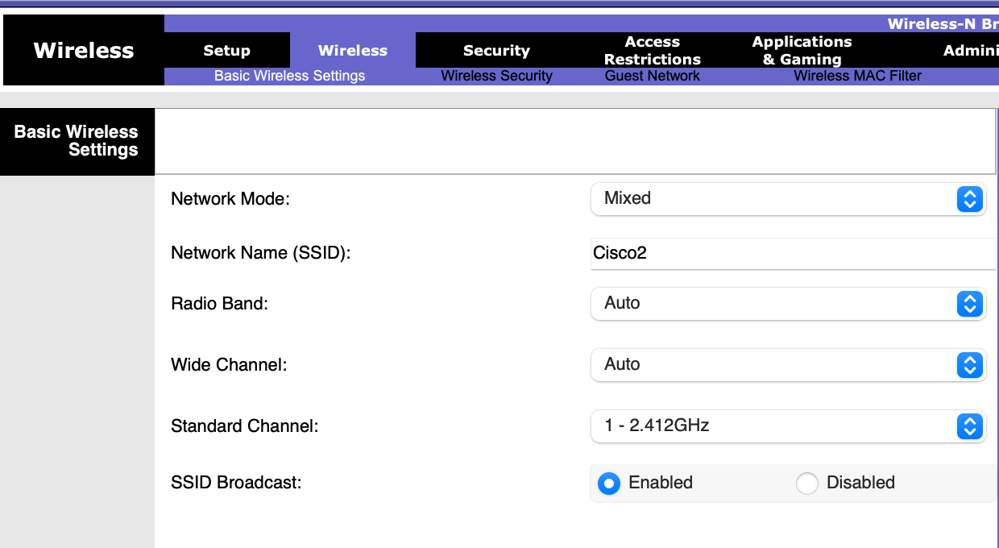 Wireless-N Br
Wireless
Setup
Wireless
Security
Access
Restrictions
Applications
& Gaming
Admini
Basic Wireless Settings
Wireless Security
Guest Network
Wireless MAC Filter
Basic Wireless
Settings
Network Mode:
Mixed
Network Name (SSID):
Cisco2
Radio Band:
Auto
Wide Channel:
Auto
Standard Channel:
1 - 2.412GHz
SSID Broadcast:
Enabled
Disabled